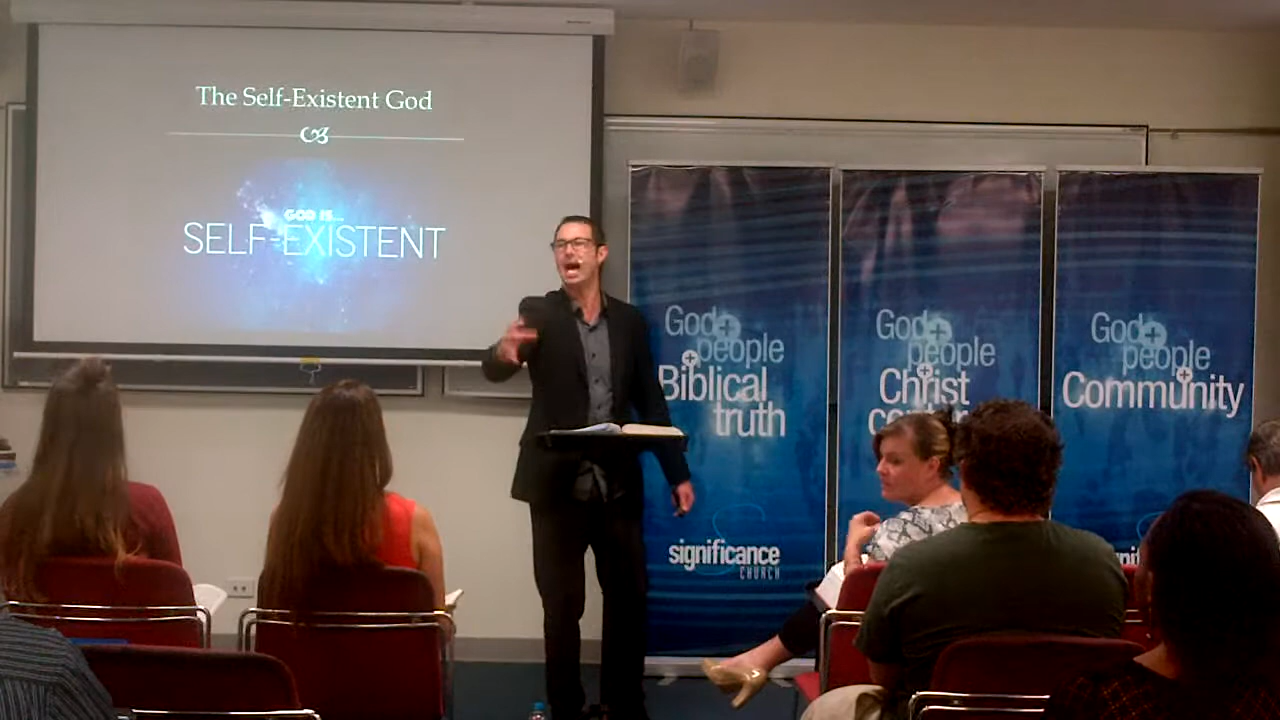 The Self-Existent God
GOD IS...
SELF-EXISTENT
God+
people
+
Biblical
truth
significance
CHURCH
God+
people
+
Christ
God+
people
+
Community